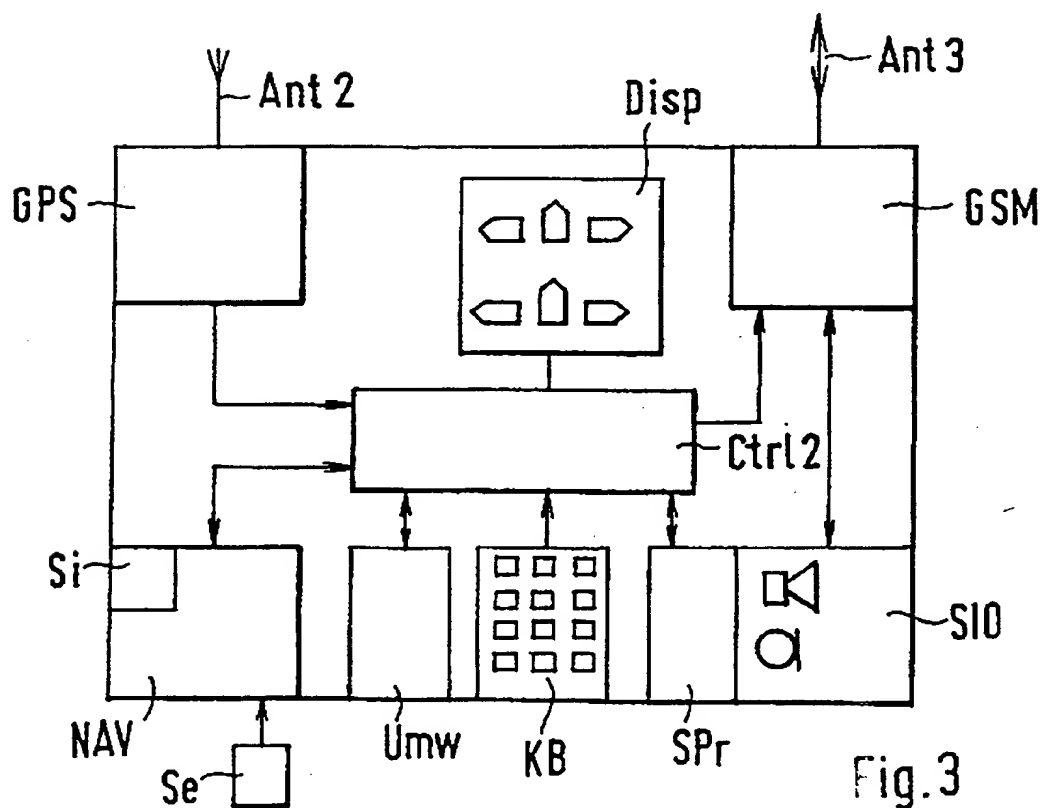 Ant 2
Ant 3
Disp
GPS
GSM
Ctrl 2
Si
SIO
NAV
Umw
KB
SPr
Se
Fig. 3